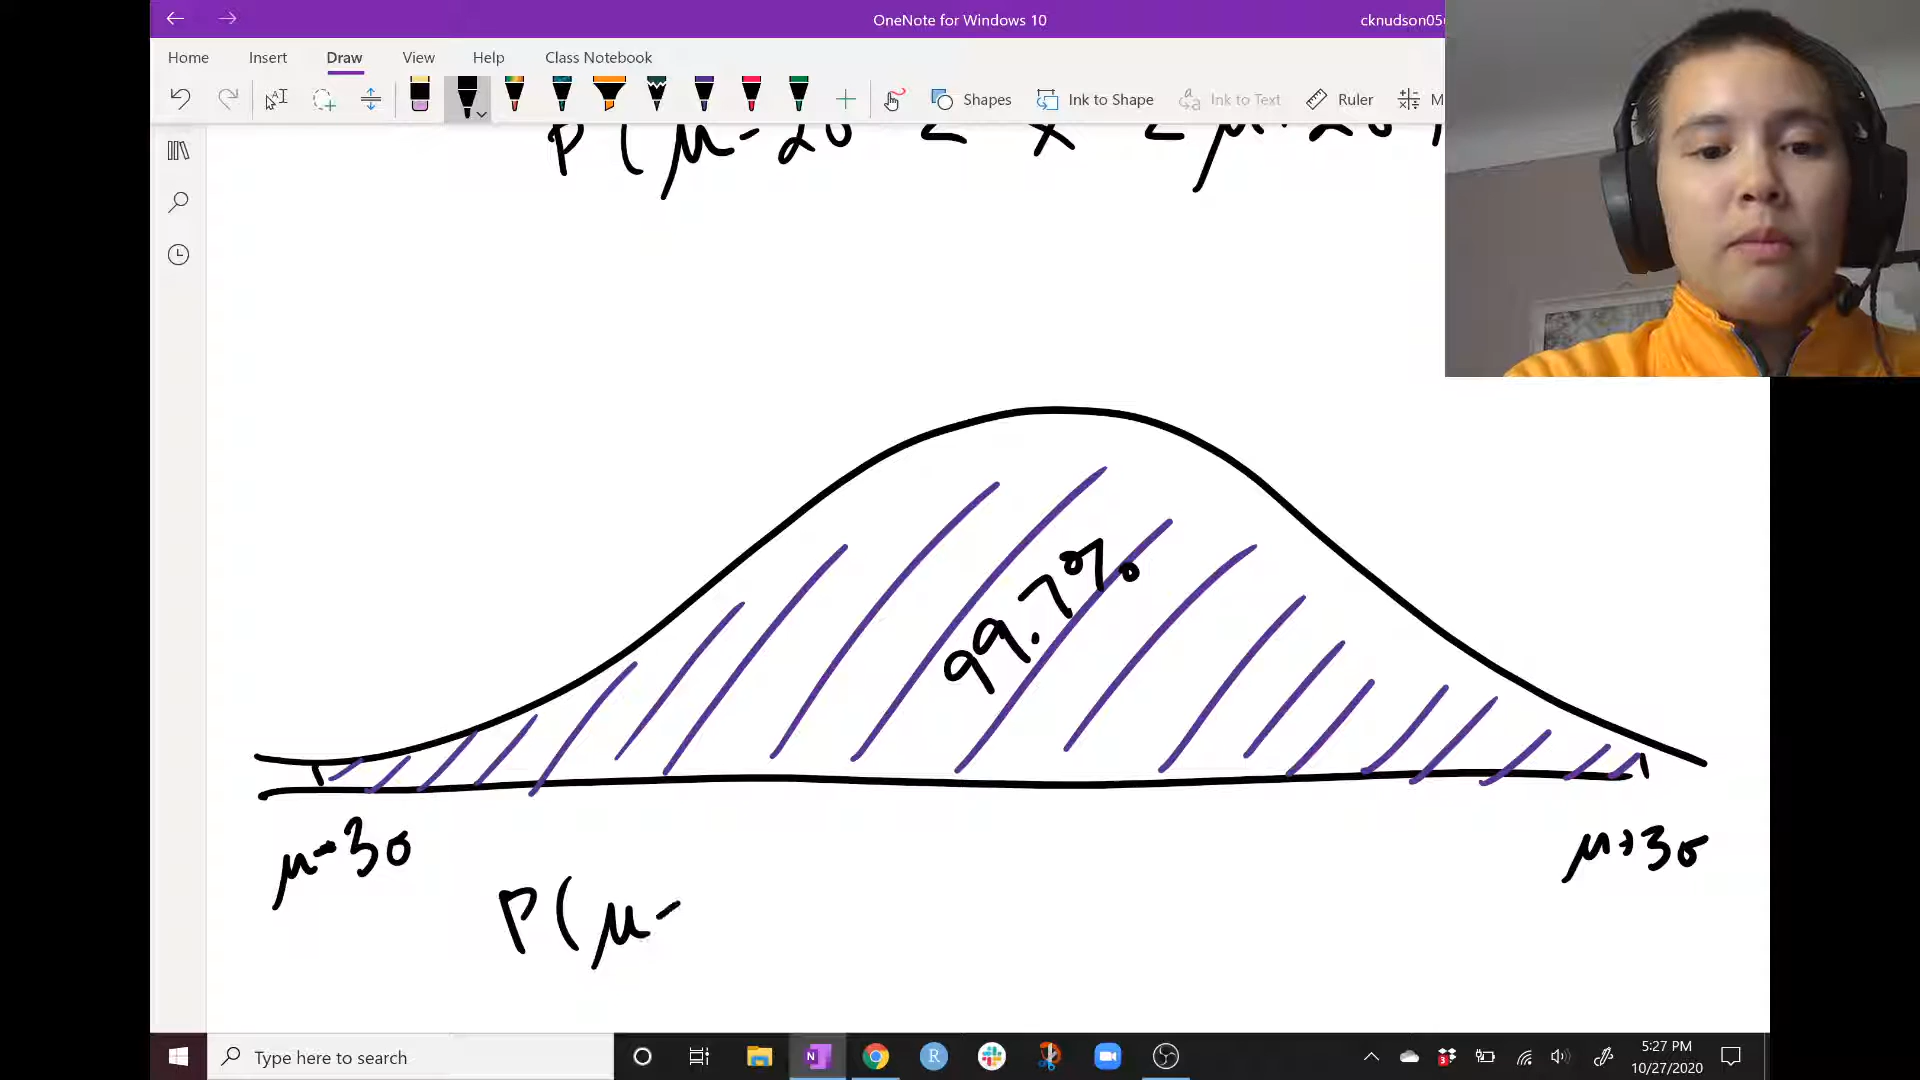 OneNote for Windows 10
cknudson05
Home Insert Draw View Help Class Notebook
Shapes Ink to Shape Ink to Text Ruler M
P(μ-2σ ≤ x ≤ μ+2σ)
99.7%
μ-3σ
μ+3σ
P(μ-
Type here to search
5:27 PM
10/27/2020